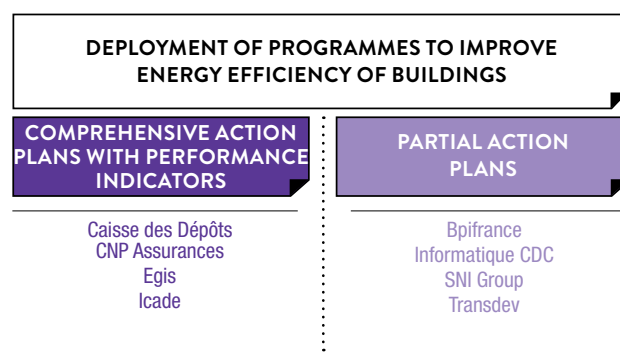 DEPLOYMENT OF PROGRAMMES TO IMPROVE
ENERGY EFFICIENCY OF BUILDINGS
COMPREHENSIVE ACTION
PLANS WITH PERFORMANCE
INDICATORS
Caisse des Dépôts
CNP Assurances
Egis
Icade
PARTIAL ACTION
PLANS
Bpifrance
Informatique CDC
SNI Group
Transdev